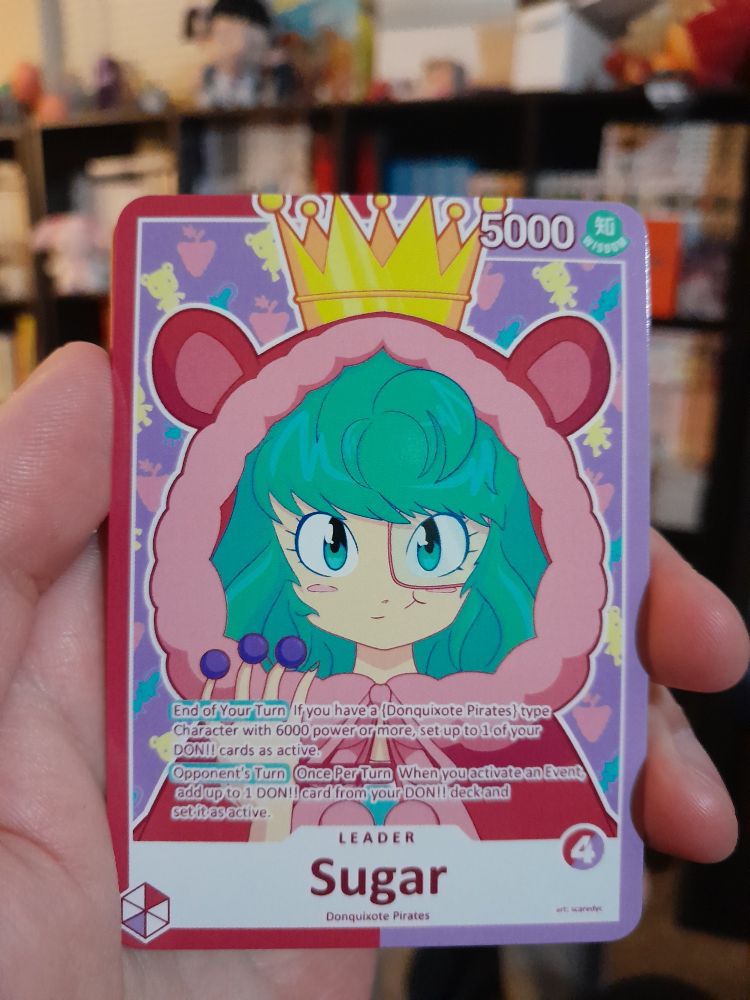 5000
知
WISDOM
End of Your Turn If you have a {Donquixote Pirates} type
Character with 6000 power or more, set up to 1 of your
DON!! cards as active.
Opponent's Turn Once Per Turn When you activate an Event,
add up to 1 DON!! card from your DON!! deck and
set it as active.
LEADER
4
Sugar
Donquixote Pirates
art: scaredyc